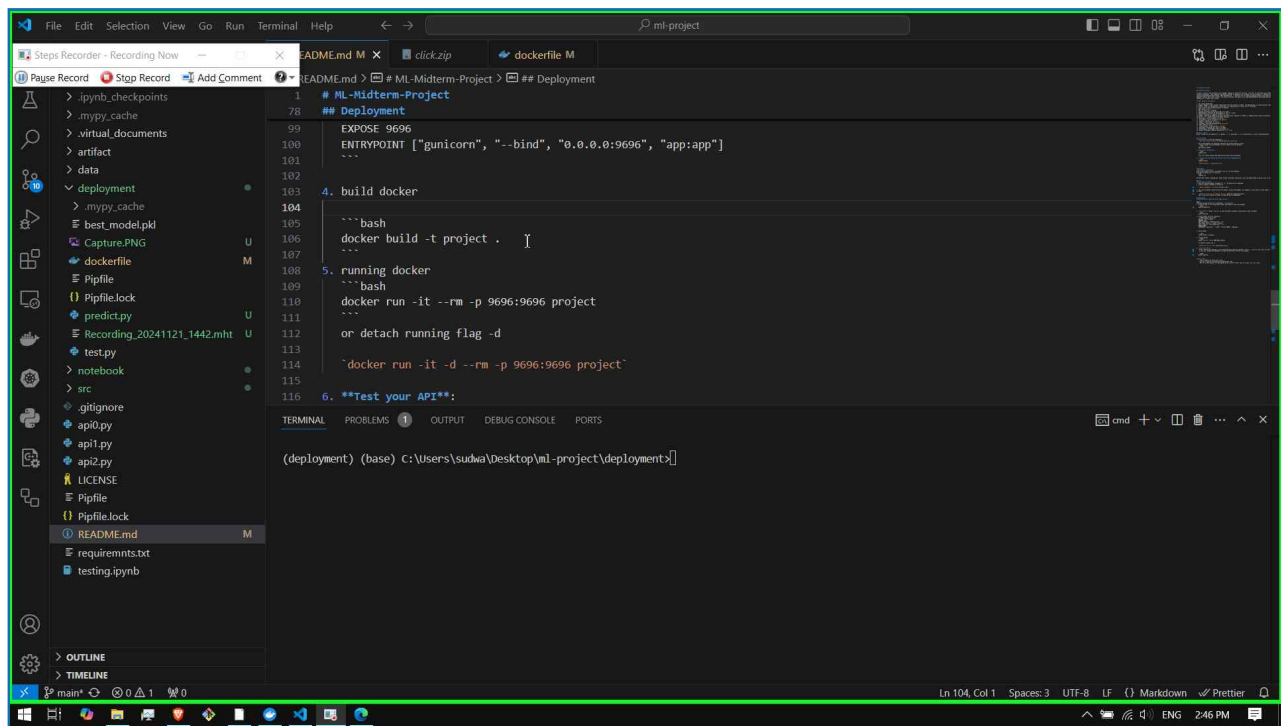 File Edit Selection View Go Run Terminal Help
ml-project
Steps Recorder - Recording Now
Pause Record Stop Record Add Comment
README.md M
click.zip
dockerfile M
README.md > # ML-Midterm-Project > ## Deployment
.ipynb_checkpoints
.mypy_cache
.virtual_documents
artifact
data
deployment
.mypy_cache
best_model.pkl
Capture.PNG U
dockerfile M
Pipfile
Pipfile.lock
predict.py U
Recording_20241121_1442.mht U
test.py
notebook
src
.gitignore
api0.py
api1.py
api2.py
LICENSE
Pipfile
Pipfile.lock
README.md M
requiremnts.txt
testing.ipynb
OUTLINE
TIMELINE
10
1 # ML-Midterm-Project
78 ## Deployment
99 EXPOSE 9696
100 ENTRYPOINT ["gunicorn", "--bind", "0.0.0.0:9696", "app:app"]
101 ```
102
103 4. build docker
104
105 ```bash
106 docker build -t project .
107 ```
108 5. running docker
109 ```bash
110 docker run -it --rm -p 9696:9696 project
111 ```
112 or detach running flag -d
113
114 `docker run -it -d --rm -p 9696:9696 project`
115
116 6. **Test your API**:
TERMINAL PROBLEMS 1 OUTPUT DEBUG CONSOLE PORTS
cmd
(deployment) (base) C:\Users\sudwa\Desktop\ml-project\deployment>
main* 0 1 0
Ln 104, Col 1 Spaces: 3 UTF-8 LF {} Markdown Prettier
ENG 2:46 PM